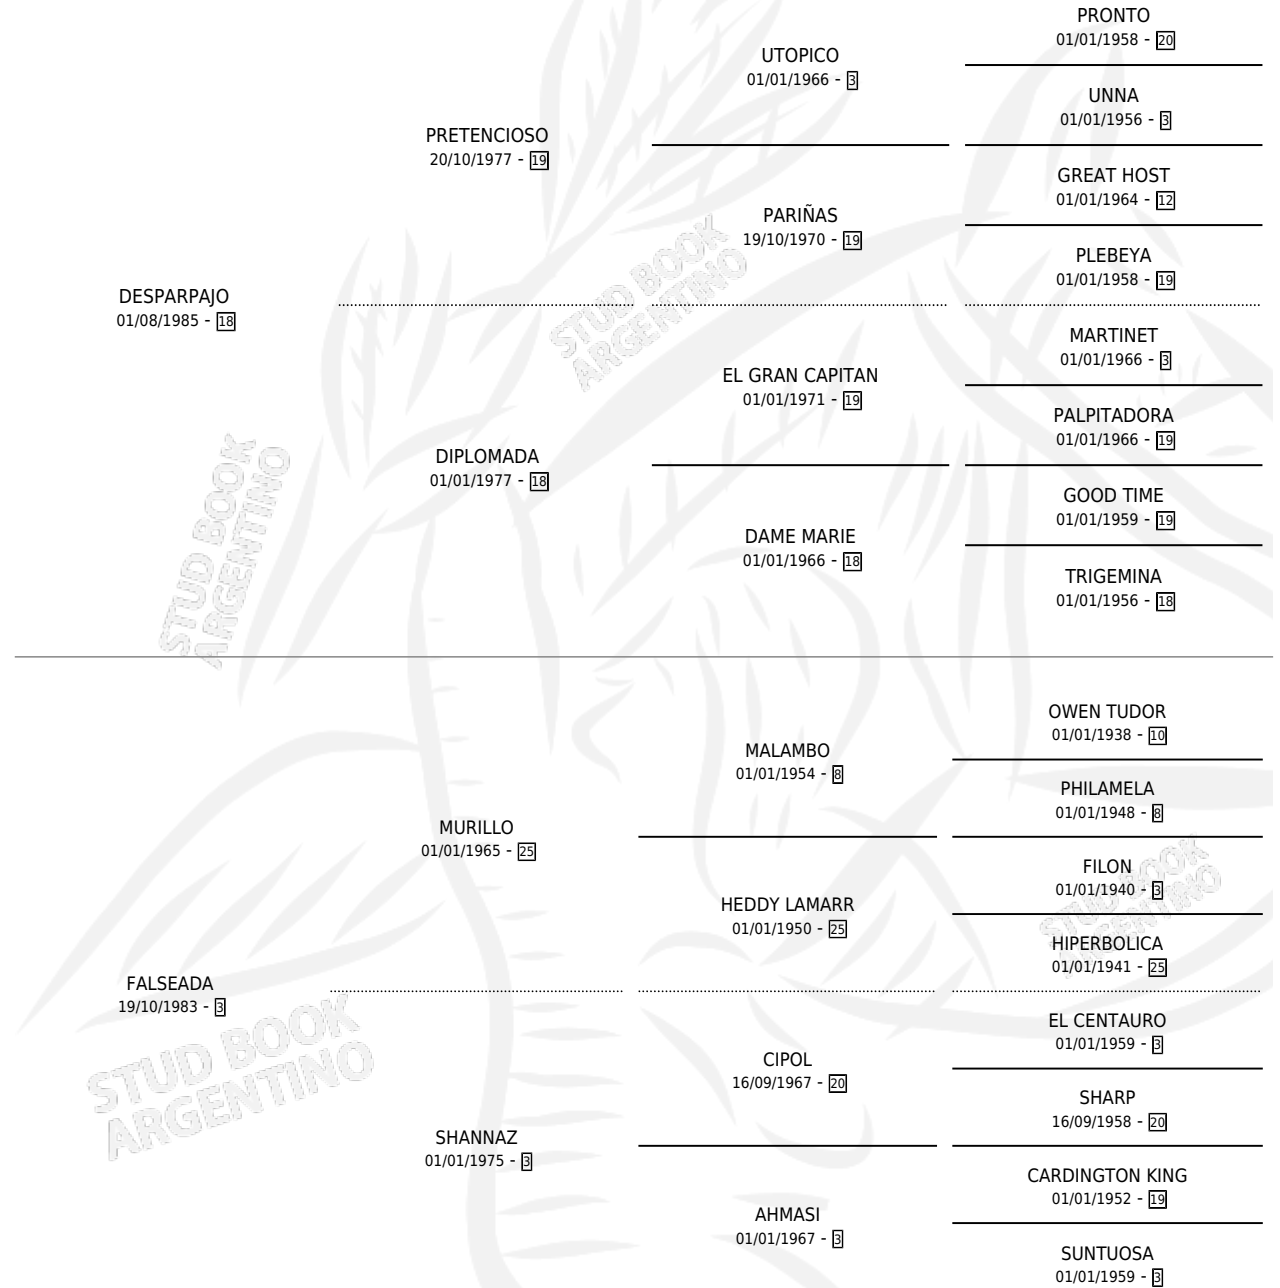 PRONTO
01/01/1958 - 20
UTOPICO
01/01/1966 - 3
UNNA
01/01/1956 - 3
PRETENCIOSO
20/10/1977 - 19
GREAT HOST
01/01/1964 - 12
PARIÑAS
19/10/1970 - 19
PLEBEYA
01/01/1958 - 19
STUD BOOK
ARGENTINO
DESPARPAJO
01/08/1985 - 18
MARTINET
01/01/1966 - 3
EL GRAN CAPITAN
01/01/1971 - 19
PALPITADORA
01/01/1966 - 19
DIPLOMADA
01/01/1977 - 18
GOOD TIME
01/01/1959 - 19
DAME MARIE
01/01/1966 - 18
TRIGEMINA
01/01/1956 - 18
STUD BOOK
ARGENTINO
OWEN TUDOR
01/01/1938 - 10
MALAMBO
01/01/1954 - 8
PHILAMELA
01/01/1948 - 8
MURILLO
01/01/1965 - 25
FILON
01/01/1940 - 3
HEDDY LAMARR
01/01/1950 - 25
HIPERBOLICA
01/01/1941 - 25
STUD BOOK
ARGENTINO
FALSEADA
19/10/1983 - 3
EL CENTAURO
01/01/1959 - 3
CIPOL
16/09/1967 - 20
SHARP
16/09/1958 - 20
STUD BOOK
ARGENTINO
SHANNAZ
01/01/1975 - 3
CARDINGTON KING
01/01/1952 - 19
AHMASI
01/01/1967 - 3
SUNTUOSA
01/01/1959 - 3